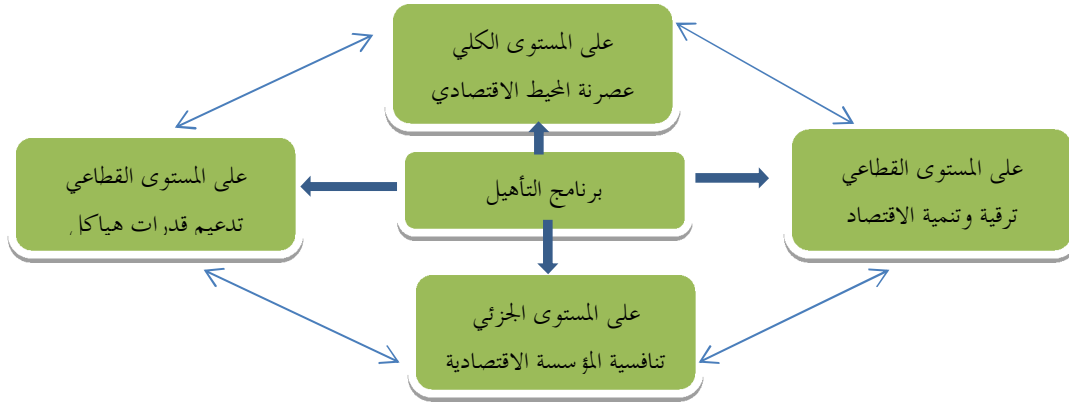 على المستوى الكلي
عصرنة المحيط الاقتصادي
على المستوى القطاعي
ترقية وتنمية الاقتصاد
برنامج التأهيل
على المستوى القطاعي
تدعيم قدرات هياكل
على المستوى الجزئي
تنافسية المؤسسة الاقتصادية